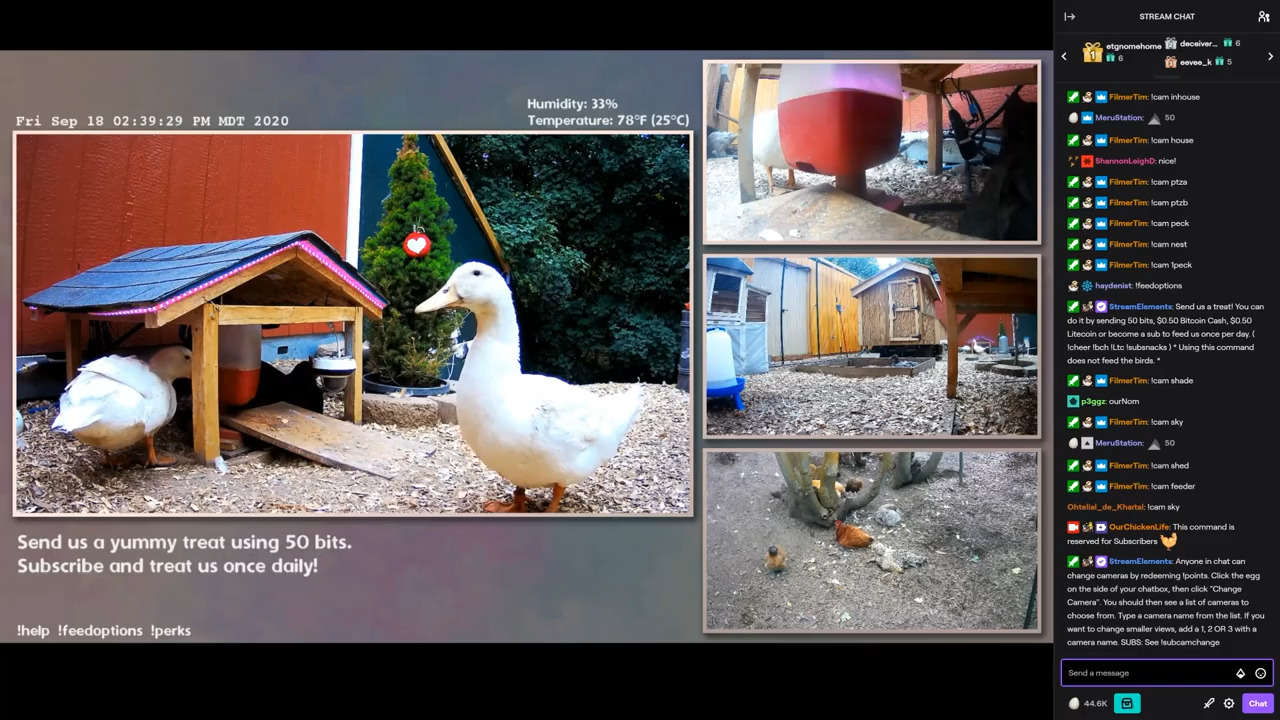 STREAM CHAT
etgnomehome
6
deceiver... 6
eevee_k 5
Humidity: 33%
Temperature: 78°F (25°C)
Fri Sep 18 02:39:29 PM MDT 2020
Send us a yummy treat using 50 bits.
Subscribe and treat us once daily!
!help !feedoptions !perks
FilmerTim: !cam inhouse
MeruStation: 50
FilmerTim: !cam house
ShannonLeighD: nice!
FilmerTim: !cam ptza
FilmerTim: !cam ptzb
FilmerTim: !cam peck
FilmerTim: !cam nest
FilmerTim: !cam 1peck
haydenist: !feedoptions
StreamElements: Send us a treat! You can
do it by sending 50 bits, $0.50 Bitcoin Cash, $0.50
Litecoin or become a sub to feed us once per day. (
!cheer !bch !Ltc !subsnacks ) * Using this command
does not feed the birds. *
FilmerTim: !cam shade
p3ggz: ourNom
FilmerTim: !cam sky
MeruStation: 50
FilmerTim: !cam shed
FilmerTim: !cam feeder
Ohtelial_de_Khartal: !cam sky
OurChickenLife: This command is
reserved for Subscribers
StreamElements: Anyone in chat can
change cameras by redeeming !points. Click the egg
on the side of your chatbox, then click "Change
Camera". You should then see a list of cameras to
choose from. Type a camera name from the list. If you
want to change smaller views, add a 1, 2 OR 3 with a
camera name. SUBS: See !subcamchange
Send a message
44.6K
Chat